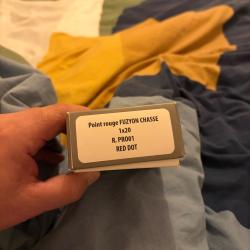 Point rouge FUZYON CHASSE
1x20
R. PR001
RED DOT